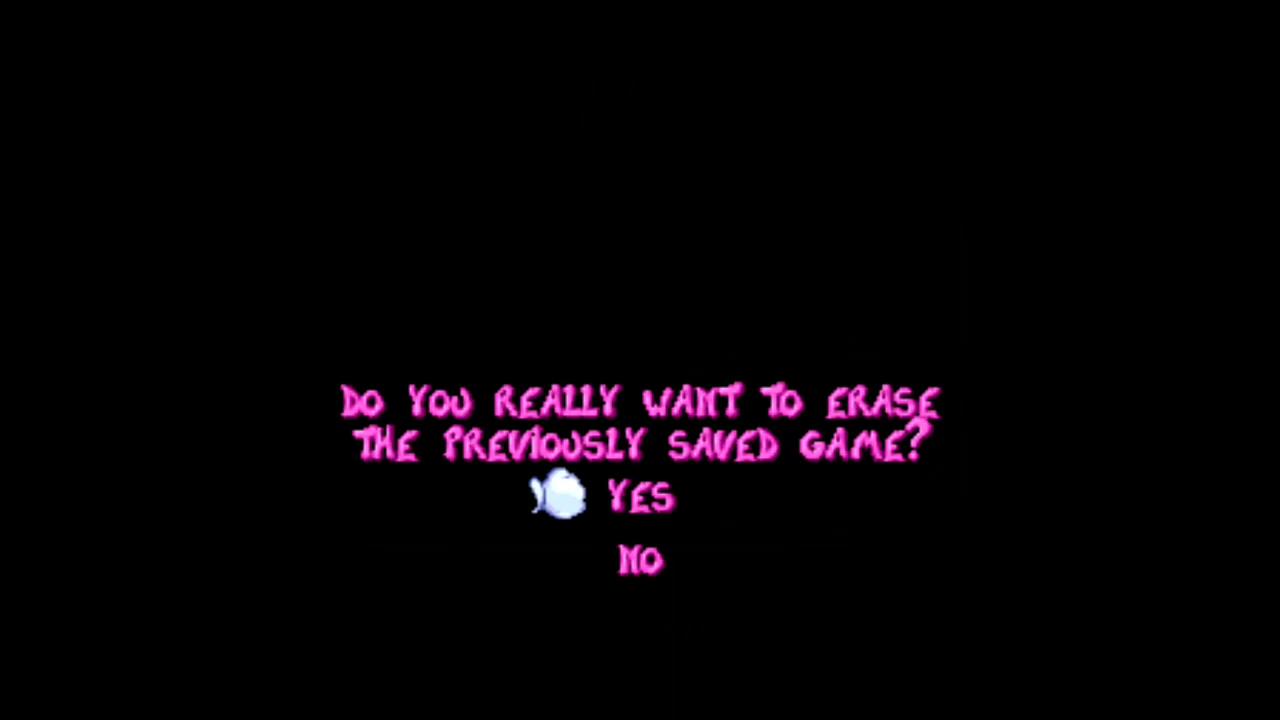 DO YOU REALLY WANT TO ERASE
THE PREVIOUSLY SAVED GAME?
YES
NO